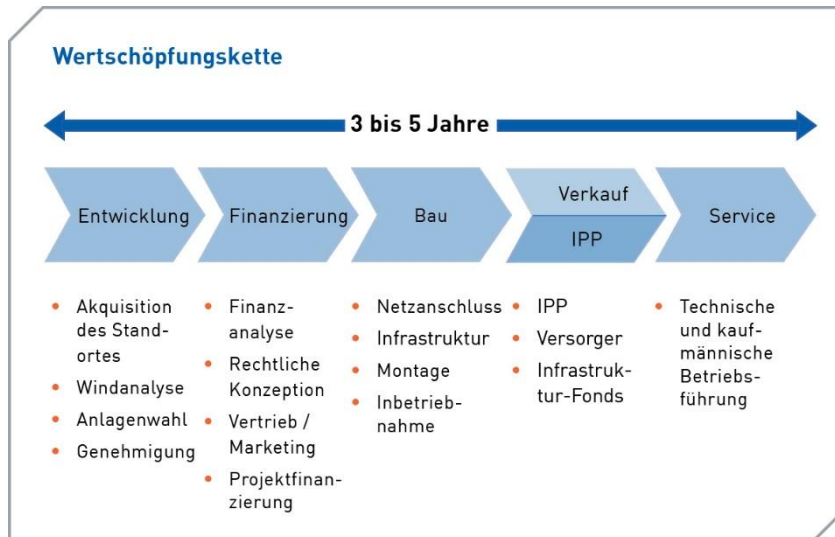 Wertschöpfungskette
3 bis 5 Jahre
Entwicklung
Finanzierung
Bau
Verkauf
IPP
Service
• Akquisition
des Stand-
ortes
• Windanalyse
• Anlagenwahl
• Genehmigung
• Finanz-
analyse
• Rechtliche
Konzeption
• Vertrieb /
Marketing
• Projektfinan-
zierung
• Netzanschluss
• Infrastruktur
• Montage
• Inbetrieb-
nahme
• IPP
• Versorger
• Infrastruk-
tur-Fonds
• Technische
und kauf-
männische
Betriebs-
führung